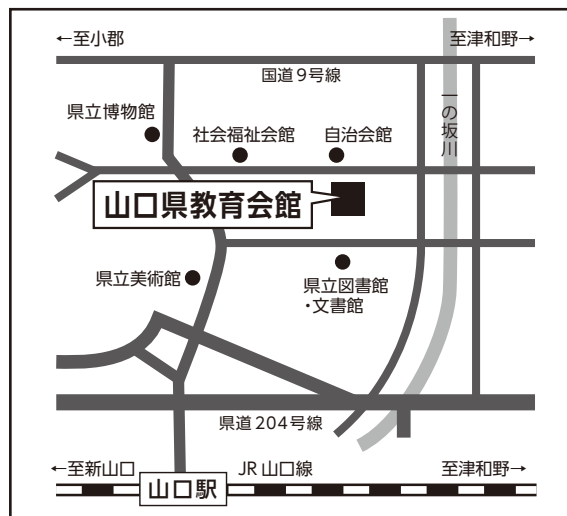 ←至小郡
至津和野→
国道9号線
県立博物館
一の坂川
社会福祉会館
自治会館
山口県教育会館
県立美術館
県立図書館
・文書館
県道204号線
←至新山口
JR山口線
至津和野→
山口駅